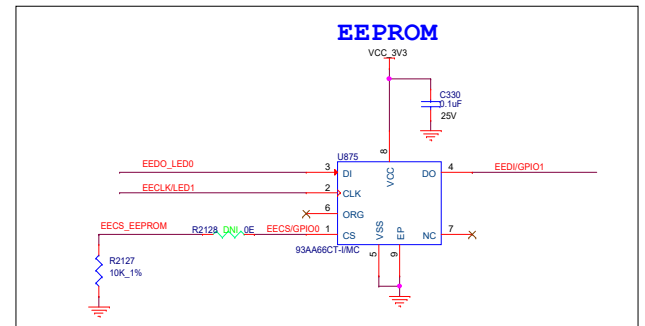 EEPROM
VCC_3V3
C330
0.1uF
25V
U875
EEDO_LED0 3 DI VCC 8 DO 4 EEDI/GPIO1
EECLK/LED1 2 CLK
6 ORG
EECS_EEPROM R2128 DNI 0E EECS/GPIO0 1 CS VSS EP NC 7
93AA66CT-I/MC 5 9
R2127
10K_1%